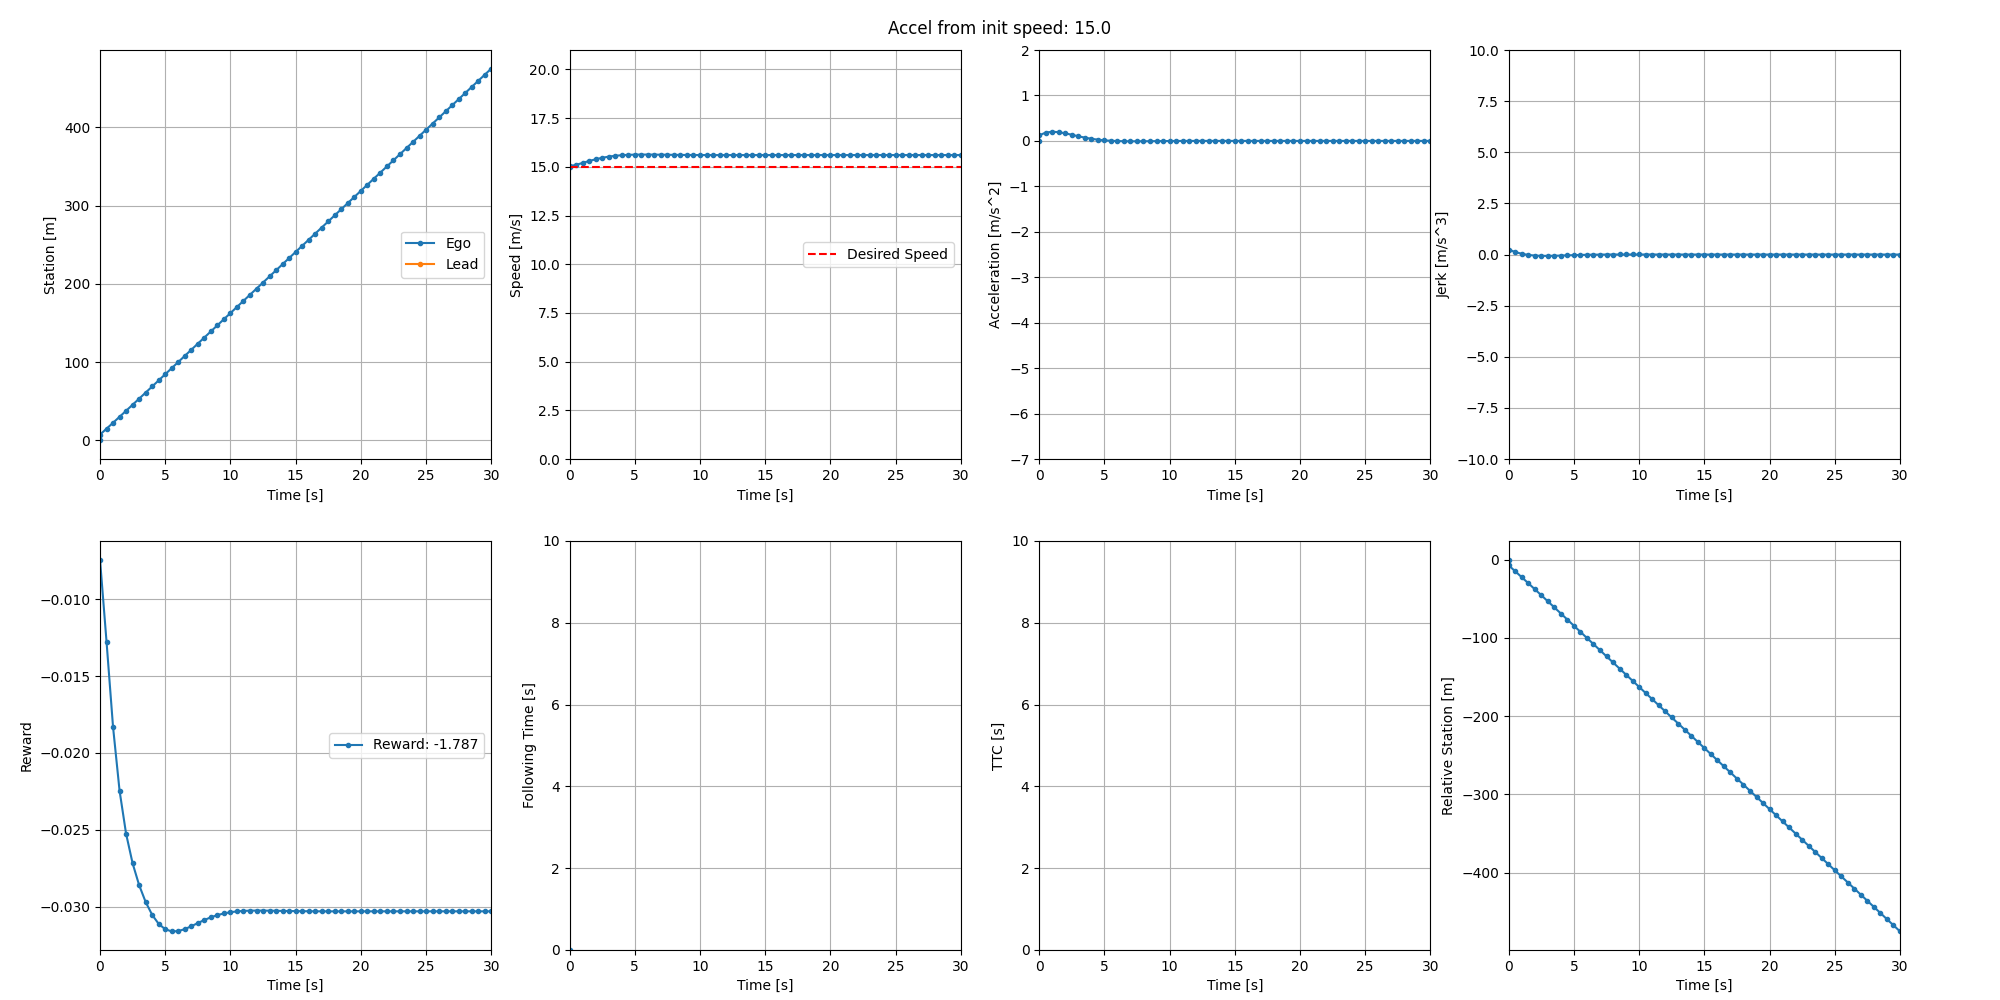 Accel from init speed: 15.0
Station [m]
400
300
200
100
0
Ego
Lead
0 5 10 15 20 25 30
Time [s]
Speed [m/s]
20.0
17.5
15.0
12.5
10.0
7.5
5.0
2.5
0.0
Desired Speed
0 5 10 15 20 25 30
Time [s]
Acceleration [m/s^2]
2
1
0
−1
−2
−3
−4
−5
−6
−7
0 5 10 15 20 25 30
Time [s]
Jerk [m/s^3]
10.0
7.5
5.0
2.5
0.0
−2.5
−5.0
−7.5
−10.0
0 5 10 15 20 25 30
Time [s]
Reward
−0.010
−0.015
−0.020
−0.025
−0.030
Reward: -1.787
0 5 10 15 20 25 30
Time [s]
Following Time [s]
10
8
6
4
2
0
0 5 10 15 20 25 30
Time [s]
TTC [s]
10
8
6
4
2
0
0 5 10 15 20 25 30
Time [s]
Relative Station [m]
0
−100
−200
−300
−400
0 5 10 15 20 25 30
Time [s]